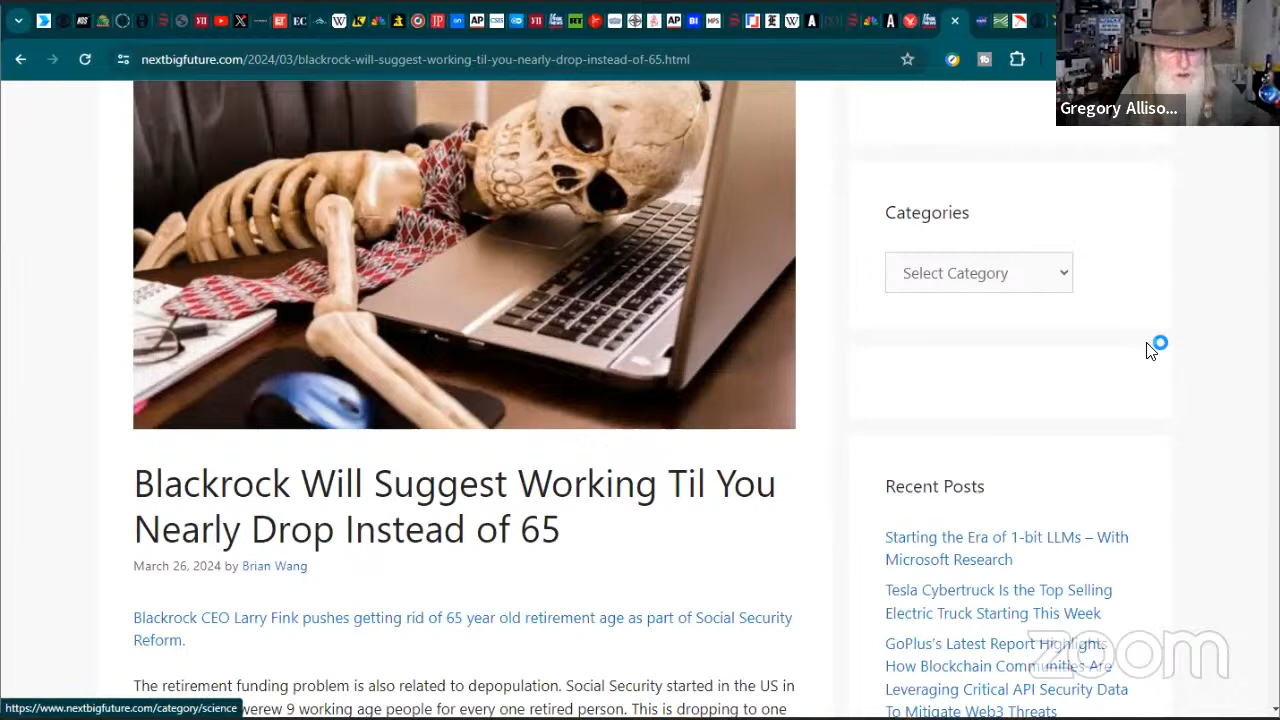 nextbigfuture.com/2024/03/blackrock-will-suggest-working-til-you-nearly-drop-instead-of-65.html
Gregory Alliso...
Categories
Select Category
Blackrock Will Suggest Working Til You
Nearly Drop Instead of 65
March 26, 2024 by Brian Wang
Blackrock CEO Larry Fink pushes getting rid of 65 year old retirement age as part of Social Security
Reform.
The retirement funding problem is also related to depopulation. Social Security started in the US in
werew 9 working age people for every one retired person. This is dropping to one
Recent Posts
Starting the Era of 1-bit LLMs – With
Microsoft Research
Tesla Cybertruck Is the Top Selling
Electric Truck Starting This Week
GoPlus's Latest Report Highlights
How Blockchain Communities Are
Leveraging Critical API Security Data
To Mitigate Web3 Threats
zoom
https://www.nextbigfuture.com/category/science